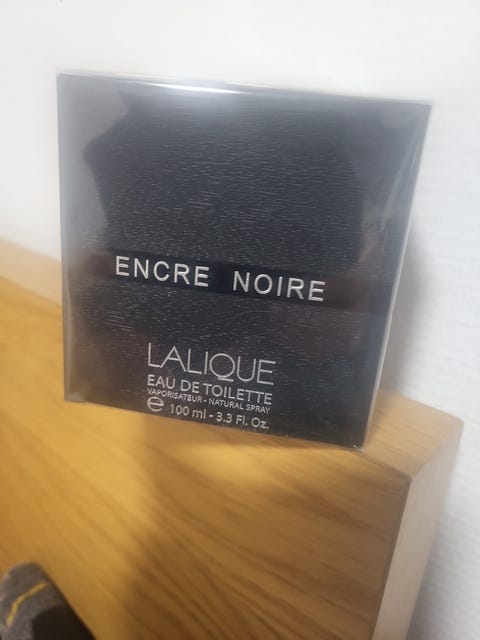 ENCRE NOIRE
LALIQUE
EAU DE TOILETTE
VAPORISATEUR - NATURAL SPRAY
℮ 100 ml - 3.3 Fl. Oz.